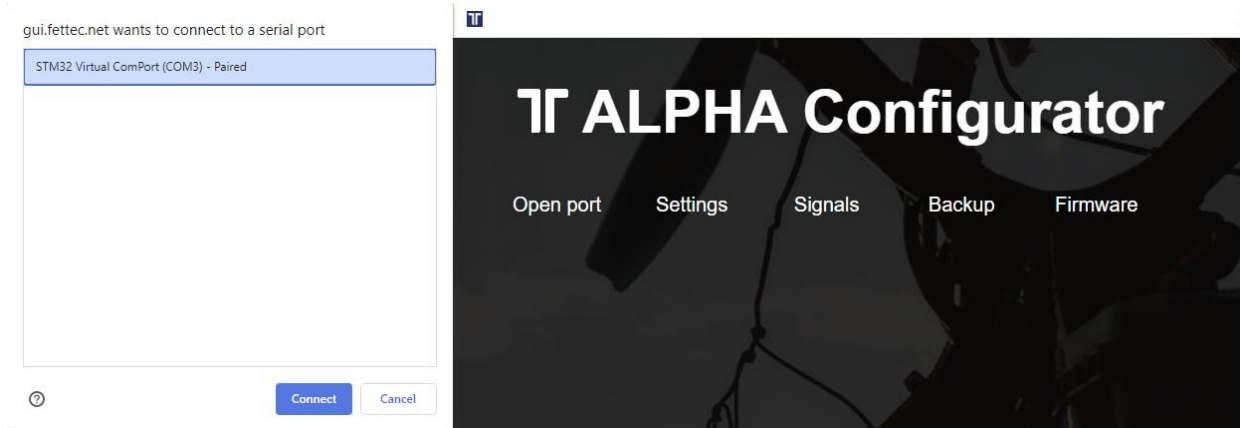 gui.fettec.net wants to connect to a serial port
STM32 Virtual ComPort (COM3) - Paired
Connect
Cancel
ALPHA Configurator
Open port
Settings
Signals
Backup
Firmware